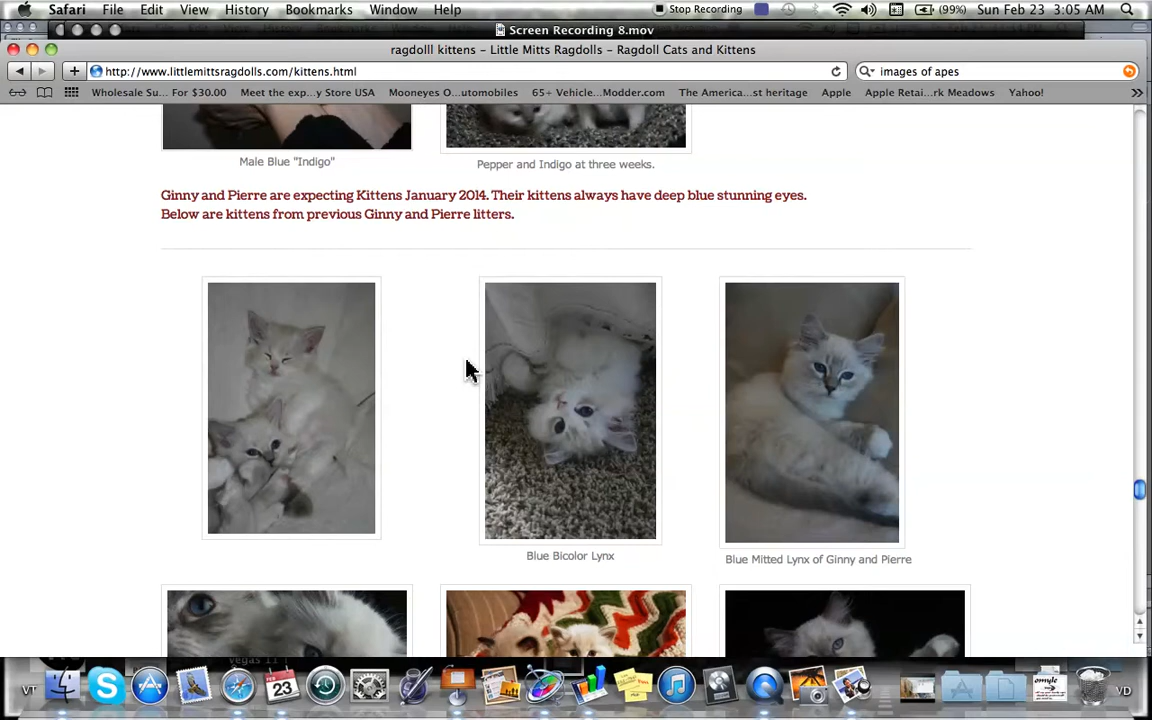 Safari File Edit View History Bookmarks Window Help Stop Recording (99%) Sun Feb 23 3:05 AM
Screen Recording 8.mov
ragdolll kittens – Little Mitts Ragdolls – Ragdoll Cats and Kittens
http://www.littlemittsragdolls.com/kittens.html images of apes
Wholesale Su... For $30.00 Meet the exp...y Store USA Mooneyes O...utomobiles 65+ Vehicle...Modder.com The America...st heritage Apple Apple Retai...rk Meadows Yahoo!
Male Blue "Indigo" Pepper and Indigo at three weeks.
Ginny and Pierre are expecting Kittens January 2014. Their kittens always have deep blue stunning eyes.
Below are kittens from previous Ginny and Pierre litters.
Blue Bicolor Lynx Blue Mitted Lynx of Ginny and Pierre
VT FEB 23 VD